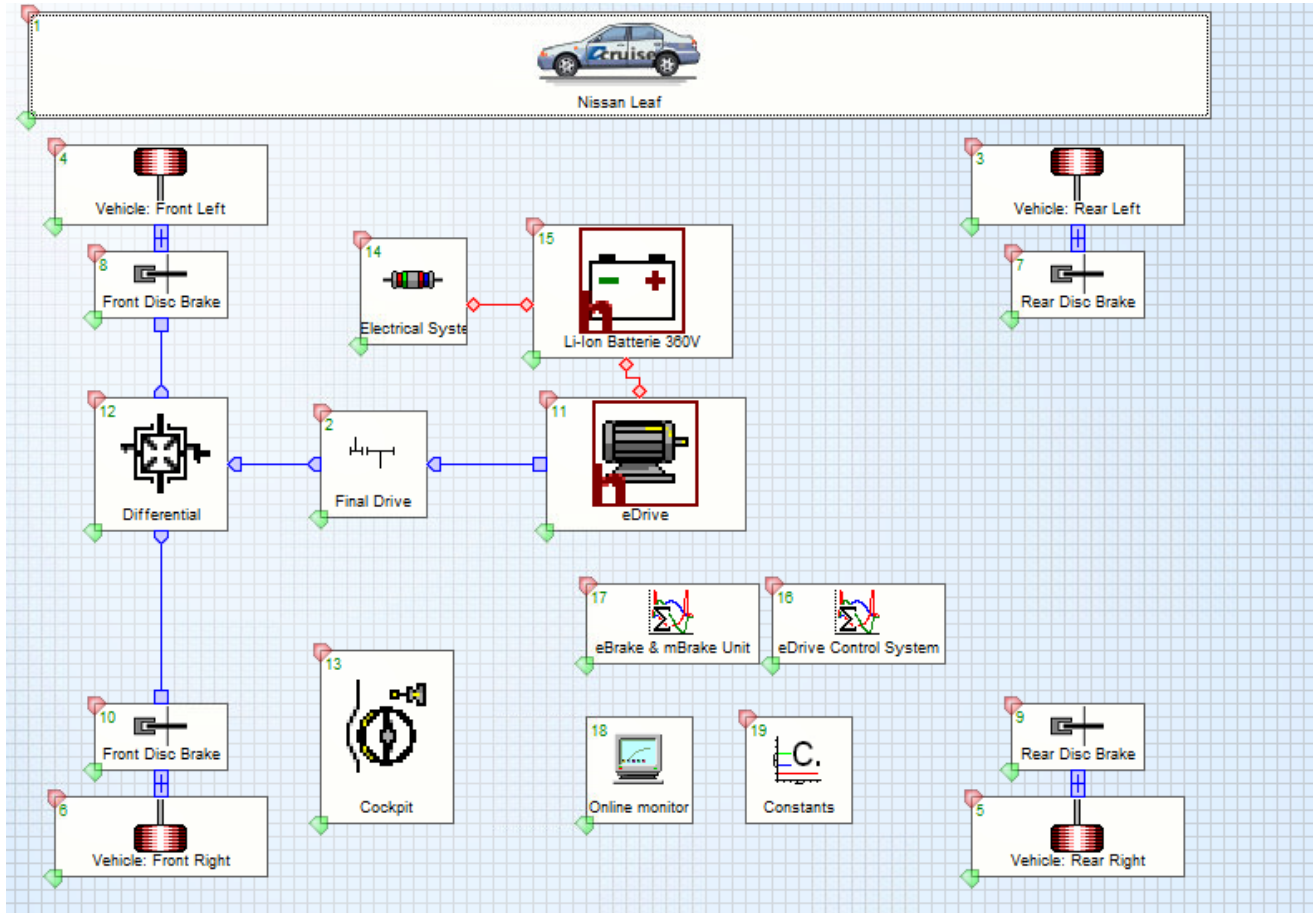 1
cruise
Nissan Leaf
4
Vehicle: Front Left
3
Vehicle: Rear Left
8
Front Disc Brake
14
Electrical Syste
15
Li-Ion Batterie 360V
7
Rear Disc Brake
12
Differential
2
Final Drive
11
eDrive
17
eBrake & mBrake Unit
16
eDrive Control System
13
Cockpit
10
Front Disc Brake
18
Online monitor
19
C.
Constants
9
Rear Disc Brake
6
Vehicle: Front Right
5
Vehicle: Rear Right